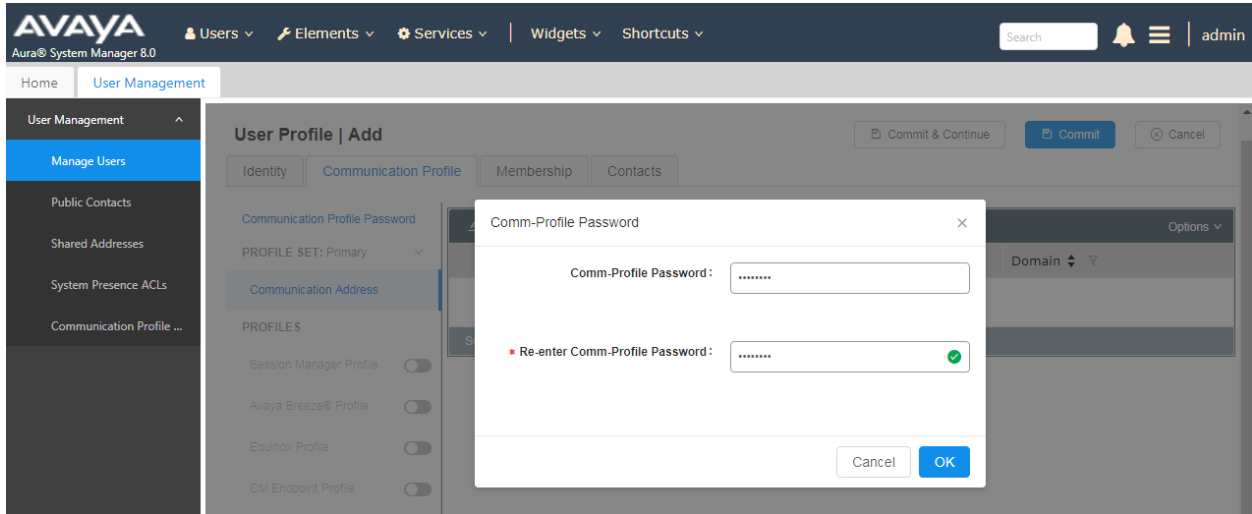 AVAYA
Aura® System Manager 8.0
Users Elements Services | Widgets Shortcuts
Search
admin
Home User Management
User Management
Manage Users
Public Contacts
Shared Addresses
System Presence ACLs
Communication Profile ...
User Profile | Add
Commit & Continue Commit Cancel
Identity Communication Profile Membership Contacts
Communication Profile Password
PROFILE SET: Primary
Communication Address
PROFILES
Session Manager Profile
Avaya Breeze® Profile
Equinox Profile
CM Endpoint Profile
Options
Domain
Comm-Profile Password
Comm-Profile Password:
••••••••
* Re-enter Comm-Profile Password:
••••••••
Cancel OK